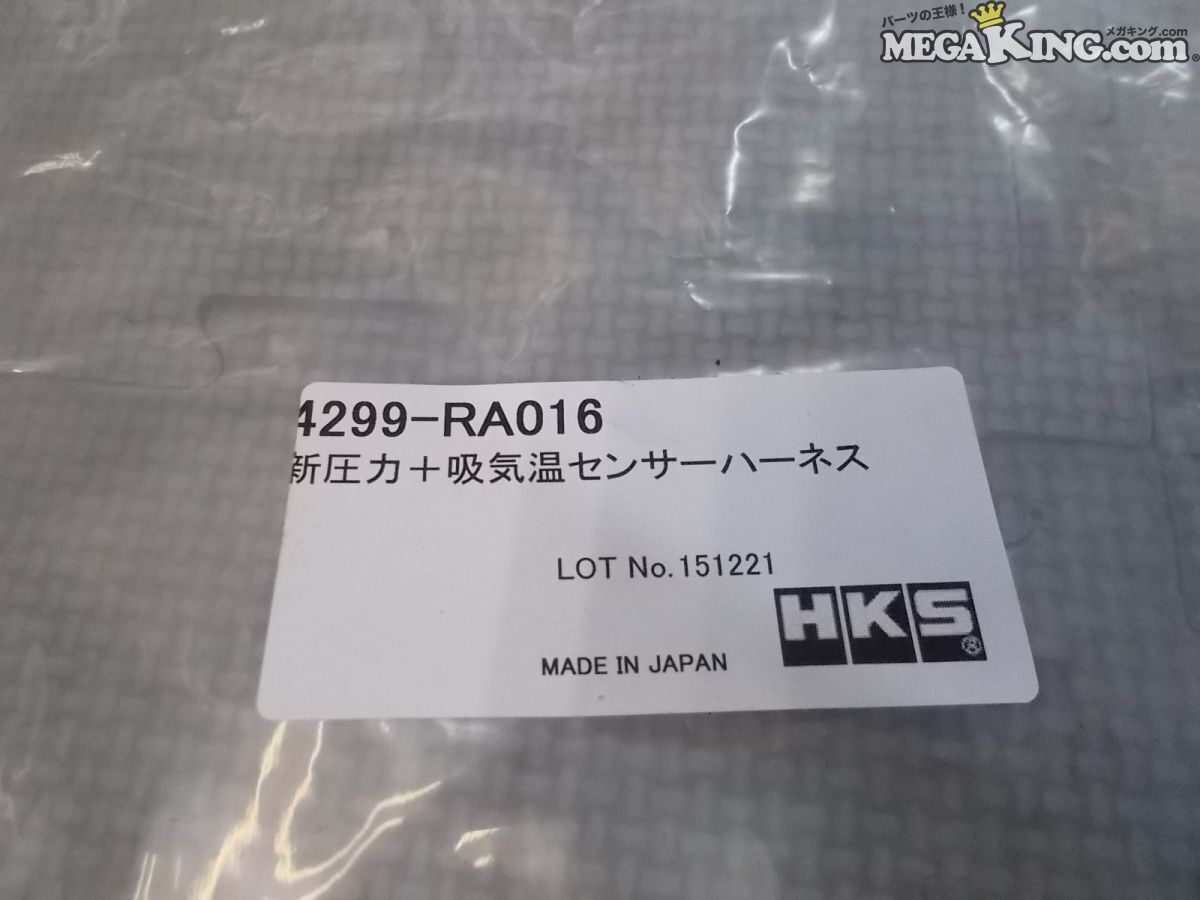 パーツの王様！
メガキング.com
MEGAKING.com®
4299-RA016
新圧力＋吸気温センサーハーネス
LOT No.151221
HKS®
MADE IN JAPAN